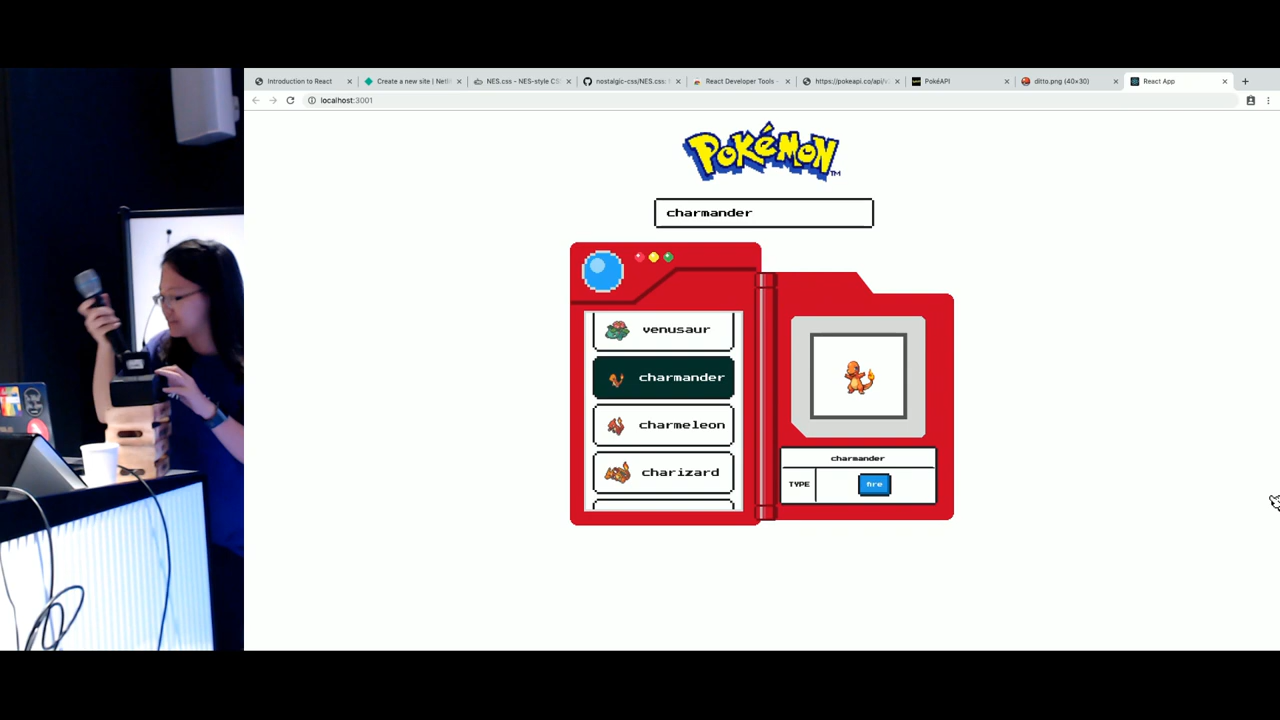 Introduction to React
Create a new site | Netl
NES.css - NES-style CS
nostalgic-css/NES.css:
React Developer Tools -
https://pokeapi.co/api/v
PokéAPI
ditto.png (40×30)
React App
localhost:3001
POKéMON
TM
charmander
venusaur
charmander
charmeleon
charizard
charmander
TYPE
fire